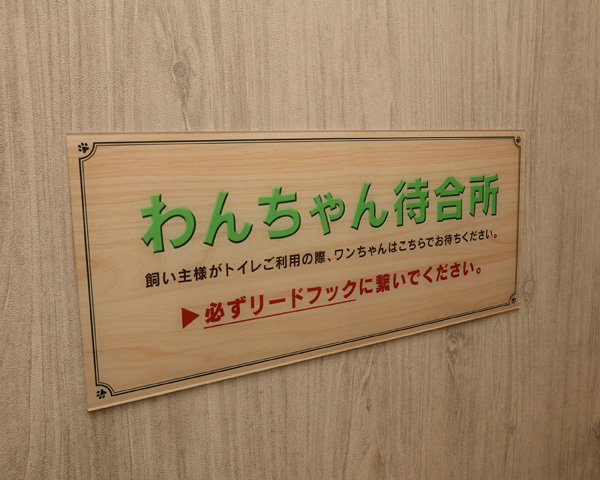 わんちゃん待合所
飼い主様がトイレご利用の際、ワンちゃんはこちらでお待ちください。
▶必ずリードフックに繋いでください。